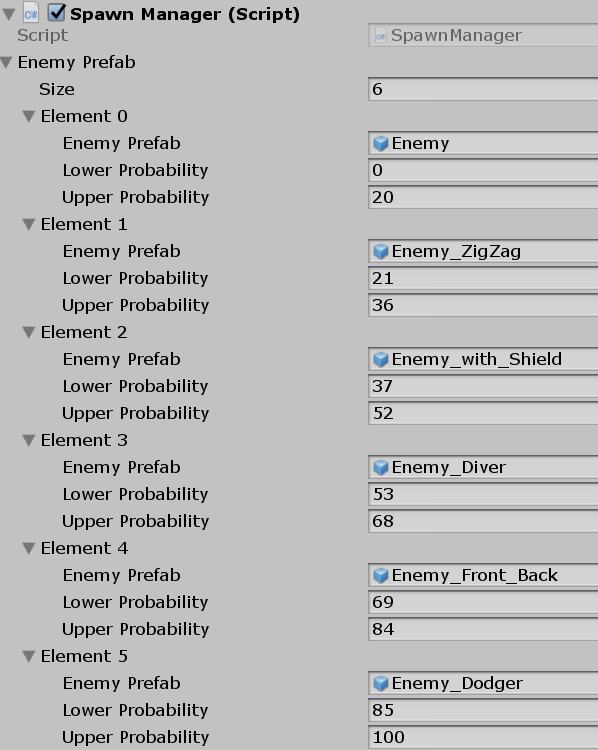 Spawn Manager (Script)
Script SpawnManager
Enemy Prefab
Size 6
Element 0
Enemy Prefab Enemy
Lower Probability 0
Upper Probability 20
Element 1
Enemy Prefab Enemy_ZigZag
Lower Probability 21
Upper Probability 36
Element 2
Enemy Prefab Enemy_with_Shield
Lower Probability 37
Upper Probability 52
Element 3
Enemy Prefab Enemy_Diver
Lower Probability 53
Upper Probability 68
Element 4
Enemy Prefab Enemy_Front_Back
Lower Probability 69
Upper Probability 84
Element 5
Enemy Prefab Enemy_Dodger
Lower Probability 85
Upper Probability 100